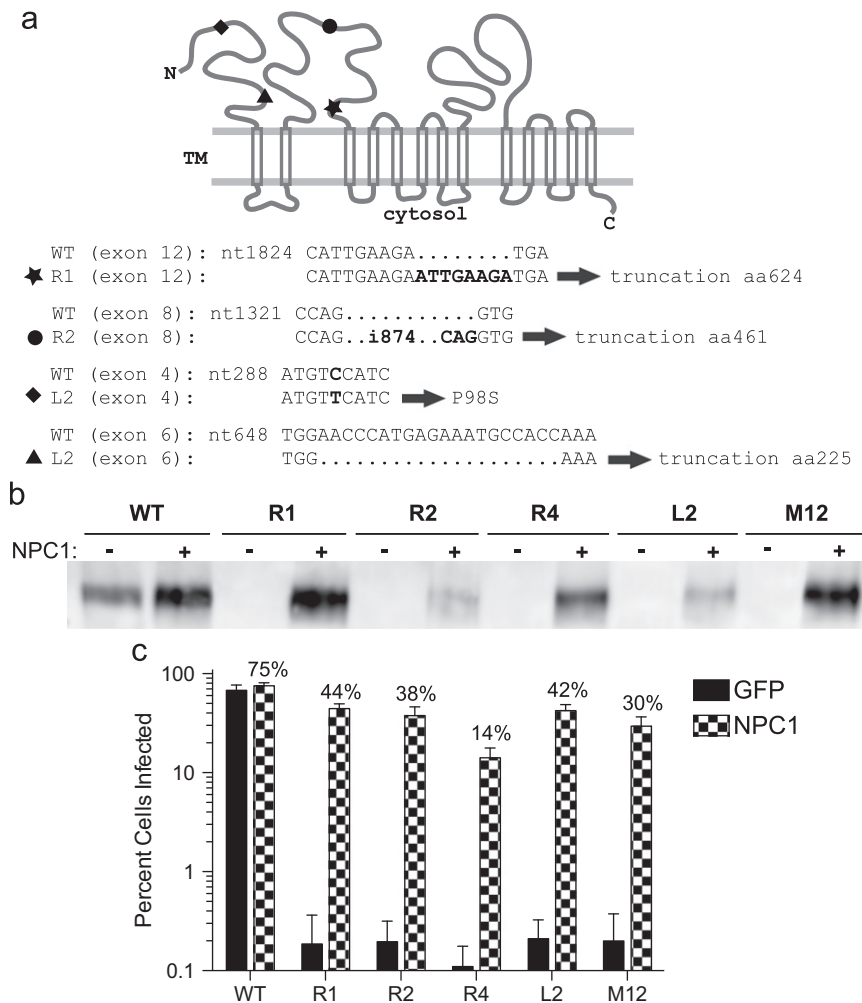 a
N
TM
cytosol
C
WT (exon 12): nt1824 CATTGAAGA........TGA
R1 (exon 12): CATTGAAGAATTGAAGATGA truncation aa624
WT (exon 8): nt1321 CCAG...........GTG
R2 (exon 8): CCAG..i874..CAGGTG truncation aa461
WT (exon 4): nt288 ATGTCCATC
L2 (exon 4): ATGTTCATC P98S
WT (exon 6): nt648 TGGAACCCATGAGAAATGCCACCAAA
L2 (exon 6): TGG....................AAA truncation aa225
b
WT R1 R2 R4 L2 M12
NPC1: - + - + - + - + - + - +
c
Percent Cells Infected
100
10
1
0.1
75%
44%
38%
14%
42%
30%
GFP
NPC1
WT R1 R2 R4 L2 M12